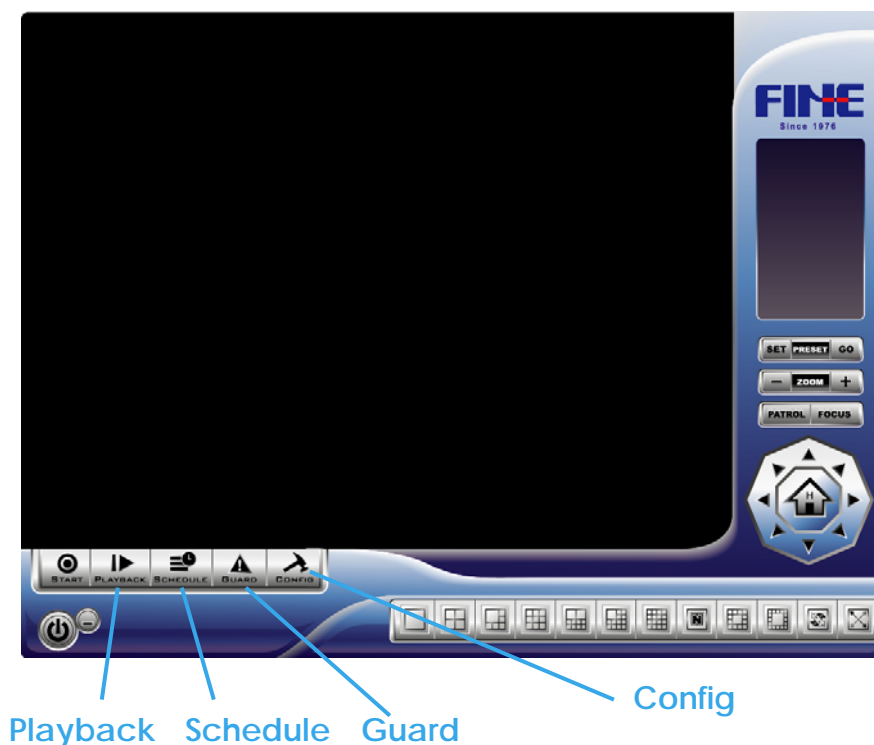 FINE
Since 1976
SET PRESET GO
− ZOOM +
PATROL FOCUS
H
START PLAYBACK SCHEDULE GUARD CONFIG
N
Config
Playback Schedule Guard